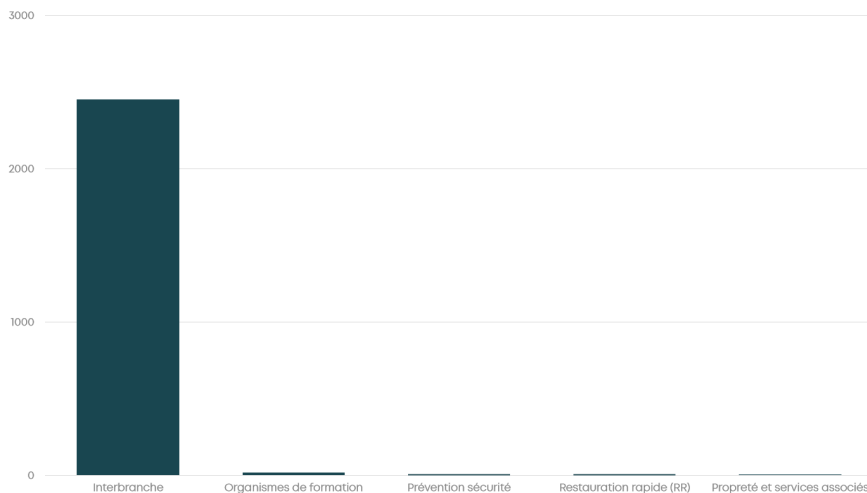 3000
2000
1000
0
Interbranche Organismes de formation Prévention sécurité Restauration rapide (RR) Propreté et services associés